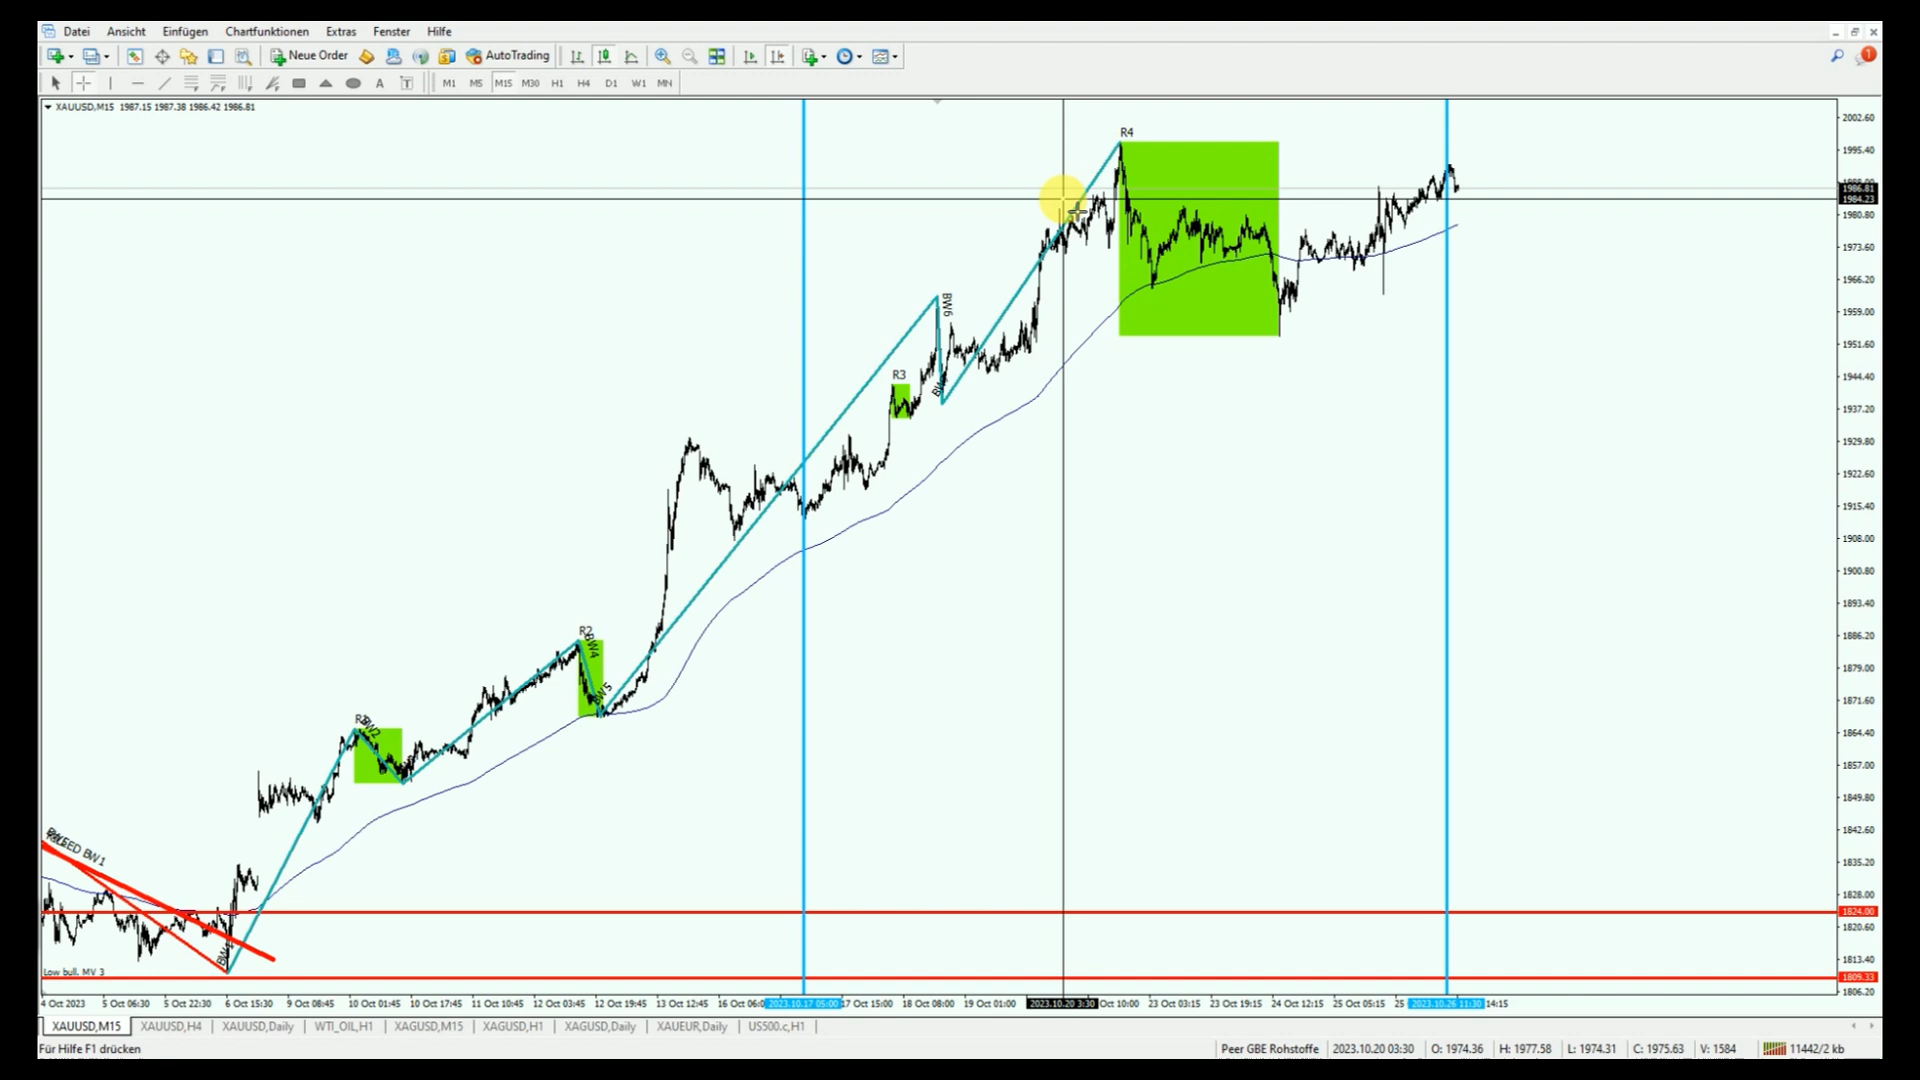 Datei Ansicht Einfügen Chartfunktionen Extras Fenster Hilfe
Neue Order AutoTrading 1
A T M1 M5 M15 M30 H1 H4 D1 W1 MN
XAUUSD,M15 1987.15 1987.38 1986.42 1986.81
2002.60
R4
1995.40
1986.81
1984.23
1980.80
1973.60
1966.20
BW6
1959.00
1951.60
R3
1944.40
1937.20
1929.80
1922.60
1915.40
1908.00
1900.80
1893.40
R2
1886.20
BW4
1879.00
BW5
1871.60
BW2
1864.40
1857.00
1849.80
1842.60
BW1
1835.20
1828.00
1824.00
1820.60
1813.40
Low bull. MV 3
1809.33
1806.20
4 Oct 2023 5 Oct 06:30 5 Oct 22:30 6 Oct 15:30 9 Oct 08:45 10 Oct 01:45 10 Oct 17:45 11 Oct 10:45 12 Oct 03:45 12 Oct 19:45 13 Oct 12:45 16 Oct 06:0 2023.10.17 05:00 17 Oct 15:00 18 Oct 08:00 19 Oct 01:00 2023.10.20 3:30 Oct 10:00 23 Oct 03:15 23 Oct 19:15 24 Oct 12:15 25 Oct 05:15 25 2023.10.26 11:30 14:15
XAUUSD,M15 XAUUSD,H4 XAUUSD,Daily WTI_OIL,H1 XAGUSD,M15 XAGUSD,H1 XAGUSD,Daily XAUEUR,Daily US500.c,H1
Für Hilfe F1 drücken Peer GBE Rohstoffe 2023.10.20 03:30 O: 1974.36 H: 1977.58 L: 1974.31 C: 1975.63 V: 1584 11442/2 kb